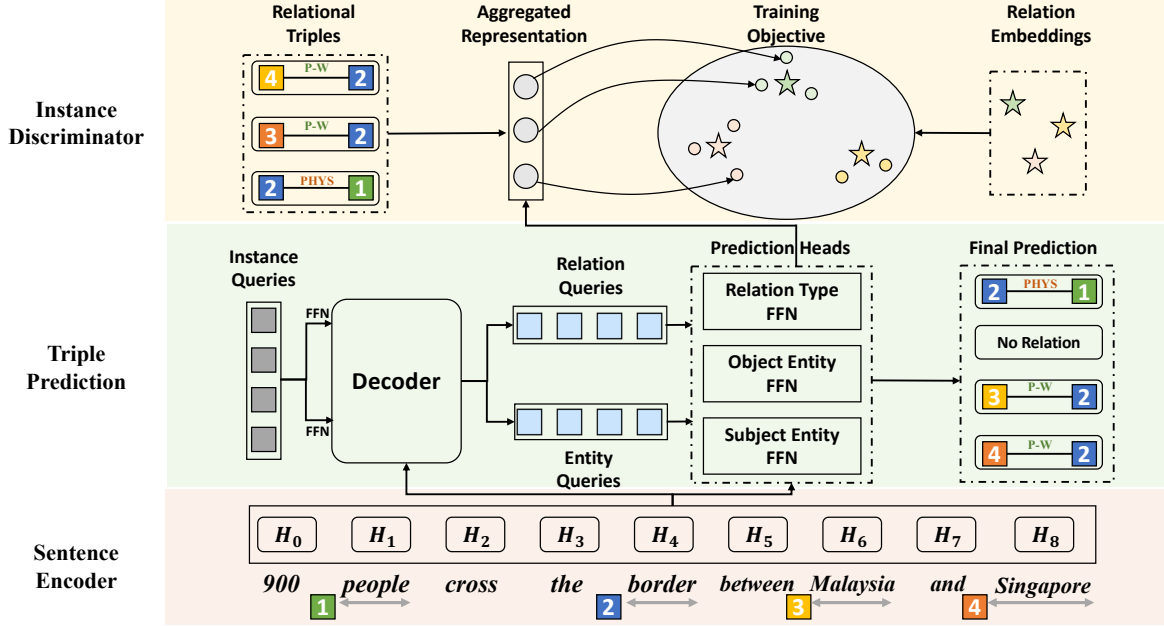 Relational
Triples
Aggregated
Representation
Training
Objective
Relation
Embeddings
Instance
Discriminator
4 P-W 2
3 P-W 2
2 PHYS 1
Triple
Prediction
Instance
Queries
FFN
FFN
Decoder
Relation
Queries
Entity
Queries
Prediction Heads
Relation Type
FFN
Object Entity
FFN
Subject Entity
FFN
Final Prediction
2 PHYS 1
No Relation
3 P-W 2
4 P-W 2
Sentence
Encoder
H0 H1 H2 H3 H4 H5 H6 H7 H8
900 people cross the border between Malaysia and Singapore
1 2 3 4